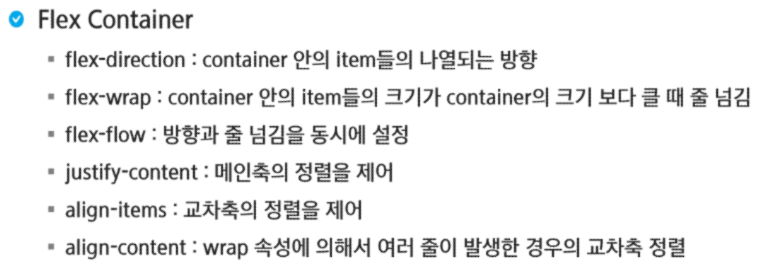 Flex Container
▪ flex-direction : container 안의 item들의 나열되는 방향
▪ flex-wrap : container 안의 item들의 크기가 container의 크기 보다 클 때 줄 넘김
▪ flex-flow : 방향과 줄 넘김을 동시에 설정
▪ justify-content : 메인축의 정렬을 제어
▪ align-items : 교차축의 정렬을 제어
▪ align-content : wrap 속성에 의해서 여러 줄이 발생한 경우의 교차축 정렬